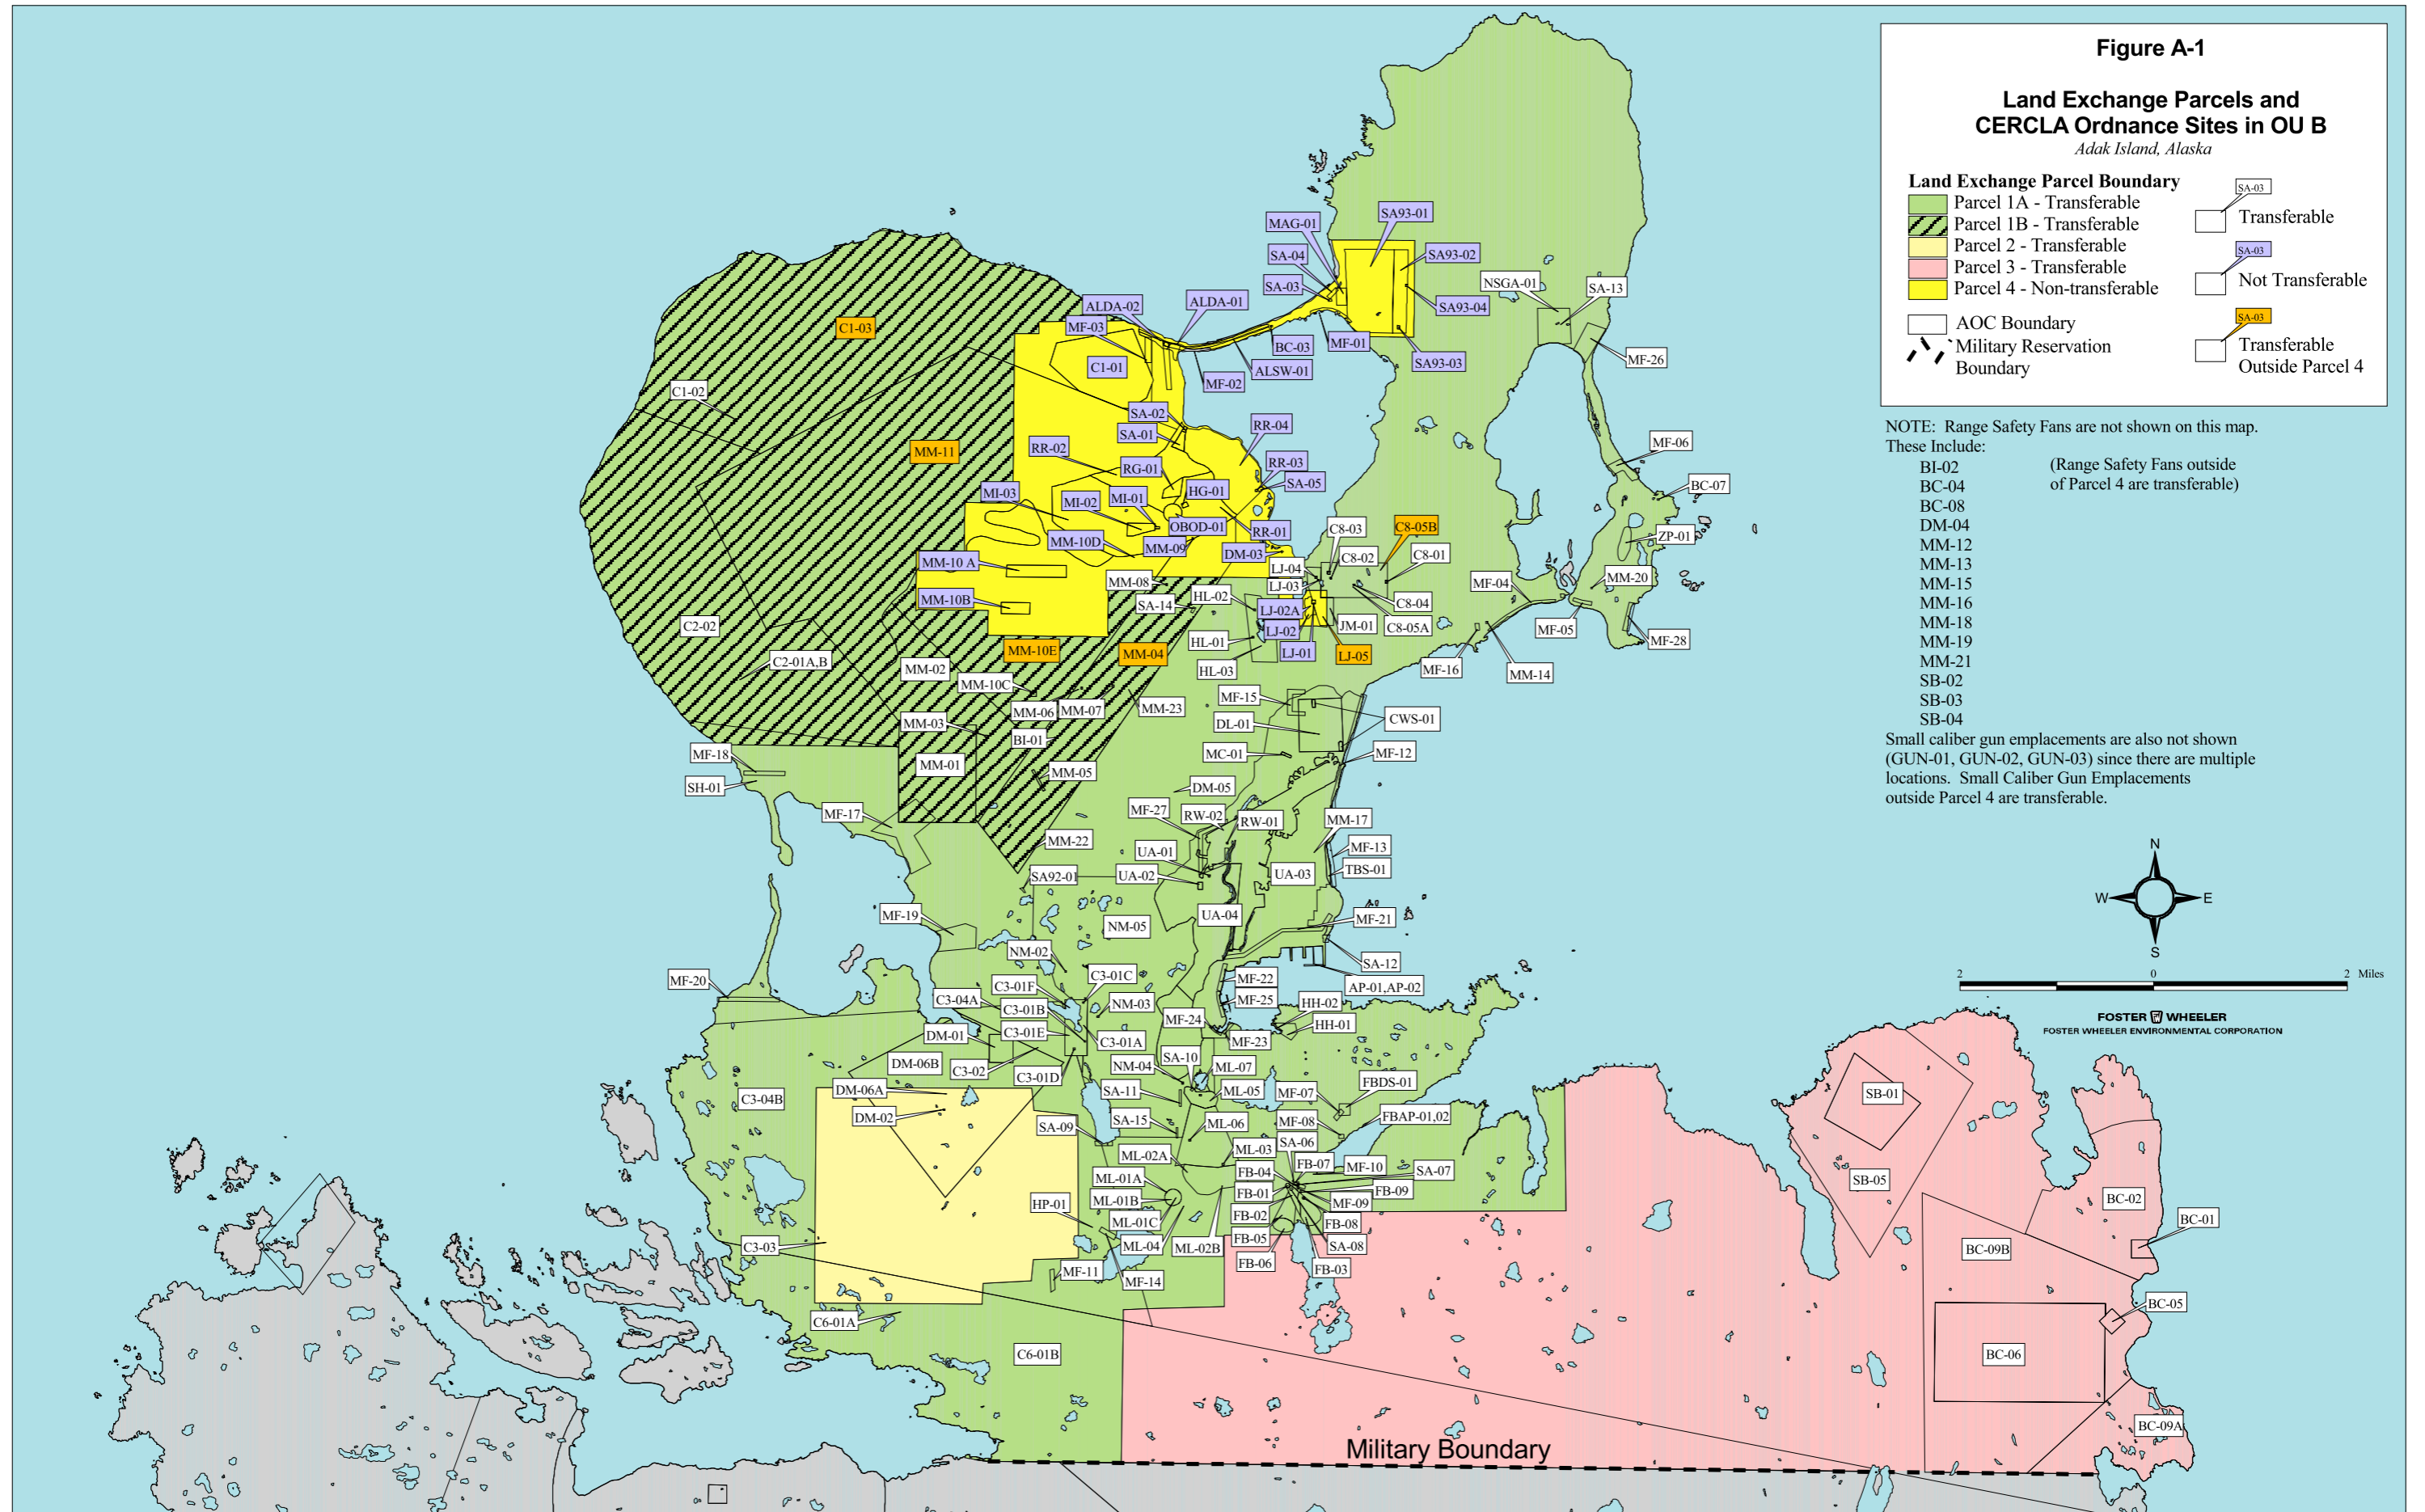 Figure A-1
Land Exchange Parcels and
CERCLA Ordnance Sites in OU B
Adak Island, Alaska
Land Exchange Parcel Boundary
Parcel 1A - Transferable
Parcel 1B - Transferable
Parcel 2 - Transferable
Parcel 3 - Transferable
Parcel 4 - Non-transferable
AOC Boundary
Military Reservation
Boundary
SA-03
Transferable
SA-03
Not Transferable
SA-03
Transferable
Outside Parcel 4
NOTE: Range Safety Fans are not shown on this map.
These Include:
BI-02
(Range Safety Fans outside
of Parcel 4 are transferable)
BC-04
BC-08
DM-04
MM-12
MM-13
MM-15
MM-16
MM-18
MM-19
MM-21
SB-02
SB-03
SB-04
Small caliber gun emplacements are also not shown
(GUN-01, GUN-02, GUN-03) since there are multiple
locations. Small Caliber Gun Emplacements
outside Parcel 4 are transferable.
N
W
E
S
2
0
2 Miles
FOSTER WHEELER
FOSTER WHEELER ENVIRONMENTAL CORPORATION
MAG-01
SA93-01
SA-04
SA93-02
SA-03
NSGA-01
SA-13
ALDA-02
ALDA-01
SA93-04
MF-03
C1-03
BC-03
MF-01
MF-26
C1-01
ALSW-01
SA93-03
MF-02
C1-02
SA-02
SA-01
RR-04
MM-11
RR-02
MF-06
RG-01
RR-03
SA-05
BC-07
MI-03
MI-02
MI-01
HG-01
OBOD-01
RR-01
C8-03
C8-05B
ZP-01
MM-10D
MM-09
DM-03
C8-02
C8-01
MM-10 A
LJ-04
MM-08
LJ-03
MF-04
MM-20
MM-10B
HL-02
SA-14
LJ-02A
C8-04
C2-02
LJ-02
JM-01
C8-05A
MF-05
MF-28
HL-01
LJ-01
LJ-05
MM-10E
MM-04
C2-01A,B
MM-02
HL-03
MF-16
MM-14
MM-10C
MF-15
MM-06
MM-07
MM-23
MM-03
DL-01
CWS-01
BI-01
MF-18
MM-01
MC-01
MF-12
MM-05
SH-01
DM-05
MF-17
MF-27
RW-02
RW-01
MM-17
MM-22
UA-01
MF-13
SA92-01
UA-02
UA-03
TBS-01
MF-19
UA-04
MF-21
NM-05
NM-02
SA-12
MF-20
C3-01C
MF-22
AP-01,AP-02
C3-01F
C3-04A
C3-01B
NM-03
MF-25
HH-02
MF-24
HH-01
DM-01
C3-01E
C3-01A
MF-23
DM-06B
C3-02
SA-10
C3-01D
NM-04
ML-07
DM-06A
C3-04B
SA-11
ML-05
MF-07
FBDS-01
DM-02
SA-15
ML-06
MF-08
FBAP-01,02
SA-09
SA-06
ML-02A
ML-03
FB-07
MF-10
SA-07
ML-01A
FB-04
HP-01
ML-01B
FB-01
FB-09
MF-09
ML-01C
FB-02
FB-08
C3-03
ML-04
ML-02B
FB-05
SA-08
FB-06
FB-03
MF-11
MF-14
C6-01A
C6-01B
SB-01
SB-05
BC-02
BC-01
BC-09B
BC-05
BC-06
BC-09A
Military Boundary